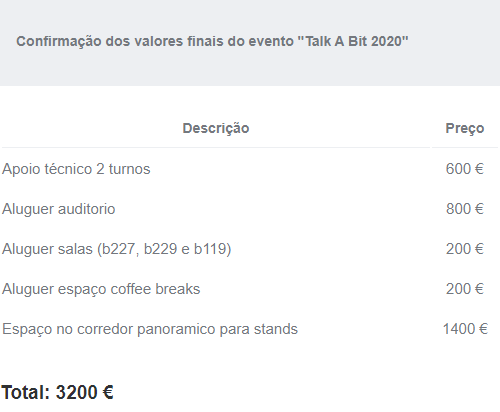 Confirmação dos valores finais do evento "Talk A Bit 2020"
Descrição Preço
Apoio técnico 2 turnos 600 €
Aluguer auditorio 800 €
Aluguer salas (b227, b229 e b119) 200 €
Aluguer espaço coffee breaks 200 €
Espaço no corredor panoramico para stands 1400 €
Total: 3200 €